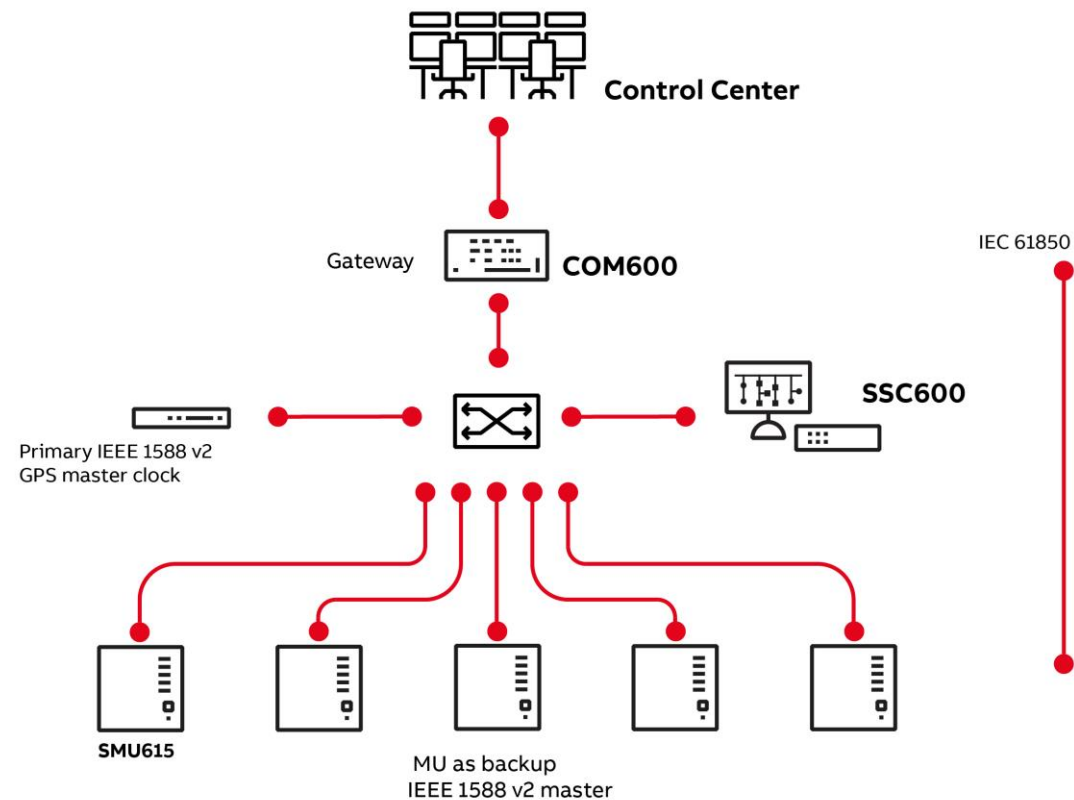 Control Center
IEC 61850
Gateway
COM600
SSC600
Primary IEEE 1588 v2
GPS master clock
SMU615
MU as backup
IEEE 1588 v2 master